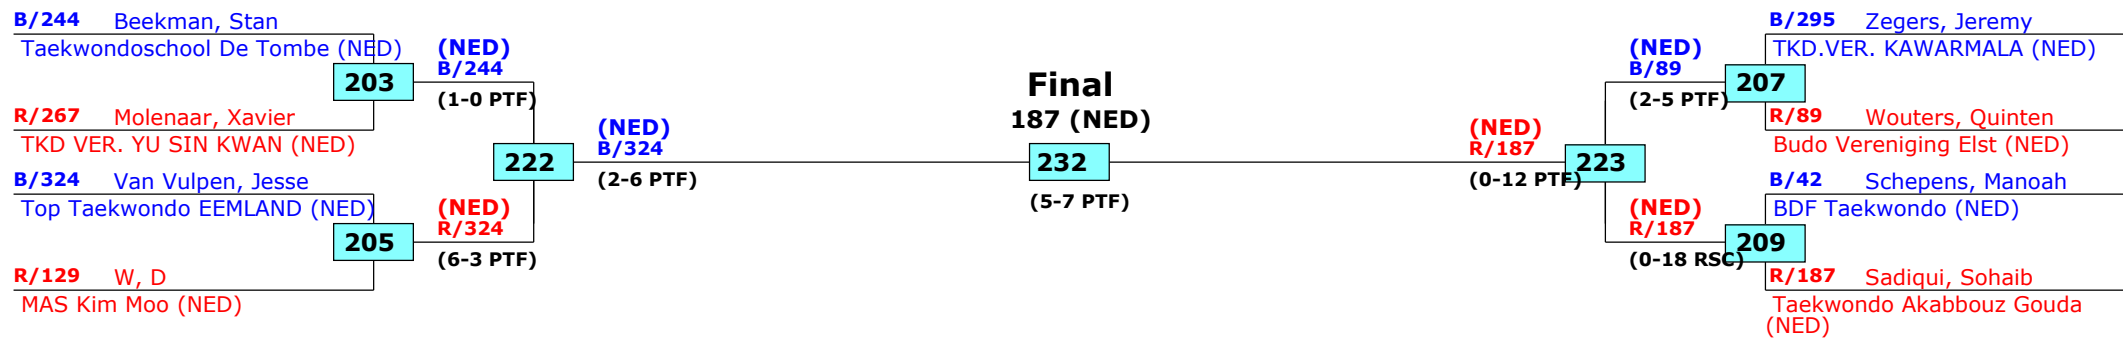 B/244 Beekman, Stan
Taekwondoschool De Tombe (NED)
203
R/267 Molenaar, Xavier
TKD VER. YU SIN KWAN (NED)
B/324 Van Vulpen, Jesse
Top Taekwondo EEMLAND (NED)
205
R/129 W, D
MAS Kim Moo (NED)
(NED)
B/244
(1-0 PTF)
222
(NED)
R/324
(6-3 PTF)
(NED)
B/324
(2-6 PTF)
Final
187 (NED)
232
(5-7 PTF)
(NED)
R/187
(0-12 PTF)
223
(NED)
B/89
(2-5 PTF)
(NED)
R/187
(0-18 RSC)
B/295 Zegers, Jeremy
TKD.VER. KAWARMALA (NED)
207
R/89 Wouters, Quinten
Budo Vereniging Elst (NED)
B/42 Schepens, Manoah
BDF Taekwondo (NED)
209
R/187 Sadiqui, Sohaib
Taekwondo Akabbouz Gouda
(NED)